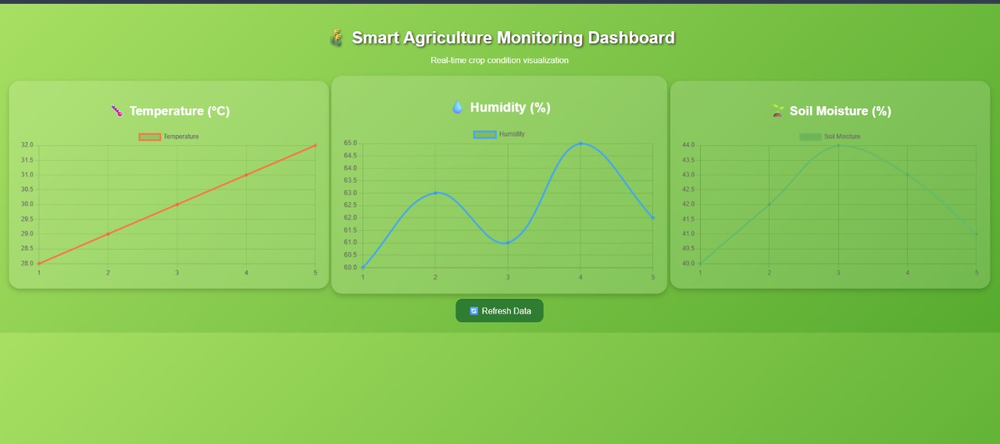 Smart Agriculture Monitoring Dashboard
Real-time crop condition visualization
Temperature (°C)
Temperature
32.0
31.5
31.0
30.5
30.0
29.5
29.0
28.5
28.0
1 2 3 4 5
Humidity (%)
Humidity
65.0
64.5
64.0
63.5
63.0
62.5
62.0
61.5
61.0
60.5
60.0
1 2 3 4 5
Soil Moisture (%)
Soil Moisture
44.0
43.5
43.0
42.5
42.0
41.5
41.0
40.5
40.0
1 2 3 4 5
Refresh Data